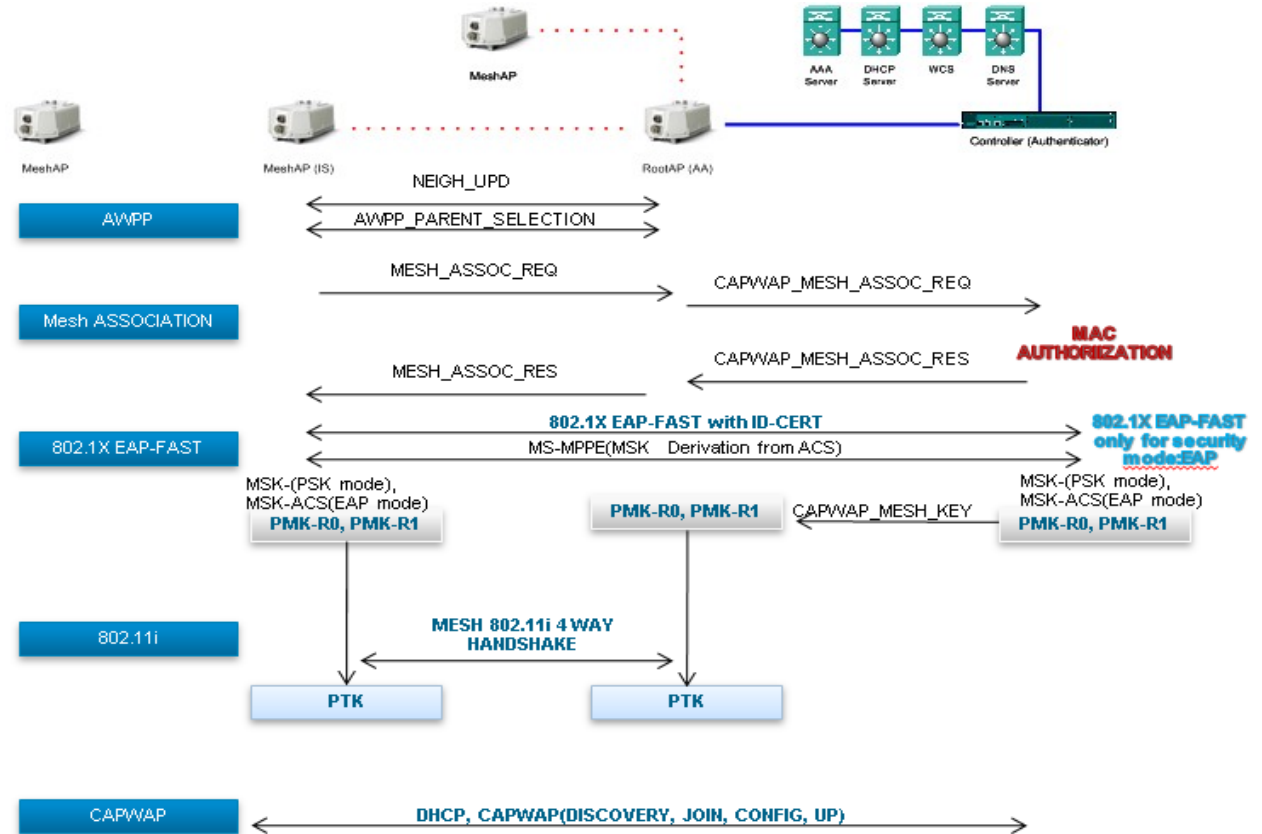 MeshAP
AAA
Server
DHCP
Server
WCS
DNS
Server
Controller (Authenticator)
MeshAP
MeshAP (IS)
RootAP (AA)
NEIGH_UPD
AWPP
AWPP_PARENT_SELECTION
MESH_ASSOC_REQ
CAPWAP_MESH_ASSOC_REQ
Mesh ASSOCIATION
MAC
AUTHORIIZATION
MESH_ASSOC_RES
CAPWAP_MESH_ASSOC_RES
802.1X EAP-FAST
802.1X EAP-FAST with ID-CERT
MS-MPPE(MSK Derivation from ACS)
802.1X EAP-FAST
only for security
mode:EAP
MSK-(PSK mode),
MSK-ACS(EAP mode)
PMK-R0, PMK-R1
PMK-R0, PMK-R1
CAPWAP_MESH_KEY
MSK-(PSK mode),
MSK-ACS(EAP mode)
PMK-R0, PMK-R1
802.11i
MESH 802.11i 4 WAY
HANDSHAKE
PTK
PTK
CAPWAP
DHCP, CAPWAP(DISCOVERY, JOIN, CONFIG, UP)